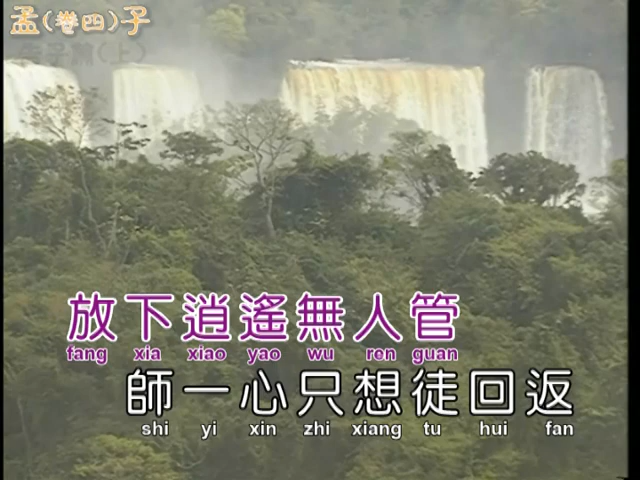 孟(卷四)子
放下逍遙無人管
fang xia xiao yao wu ren guan
師一心只想徒回返
shi yi xin zhi xiang tu hui fan